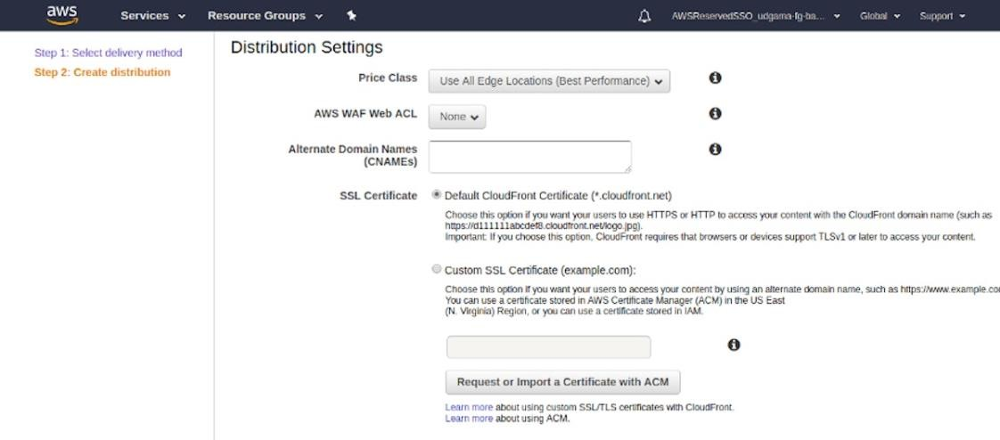 aws Services Resource Groups AWSReservedSSO_udgama-fg-ba... Global Support
Step 1: Select delivery method
Step 2: Create distribution
Distribution Settings
Price Class Use All Edge Locations (Best Performance)
AWS WAF Web ACL None
Alternate Domain Names
(CNAMEs)
SSL Certificate Default CloudFront Certificate (*.cloudfront.net)
Choose this option if you want your users to use HTTPS or HTTP to access your content with the CloudFront domain name (such as
https://d111111abcdef8.cloudfront.net/logo.jpg).
Important: If you choose this option, CloudFront requires that browsers or devices support TLSv1 or later to access your content.
Custom SSL Certificate (example.com):
Choose this option if you want your users to access your content by using an alternate domain name, such as https://www.example.co
You can use a certificate stored in AWS Certificate Manager (ACM) in the US East
(N. Virginia) Region, or you can use a certificate stored in IAM.
Request or Import a Certificate with ACM
Learn more about using custom SSL/TLS certificates with CloudFront.
Learn more about using ACM.